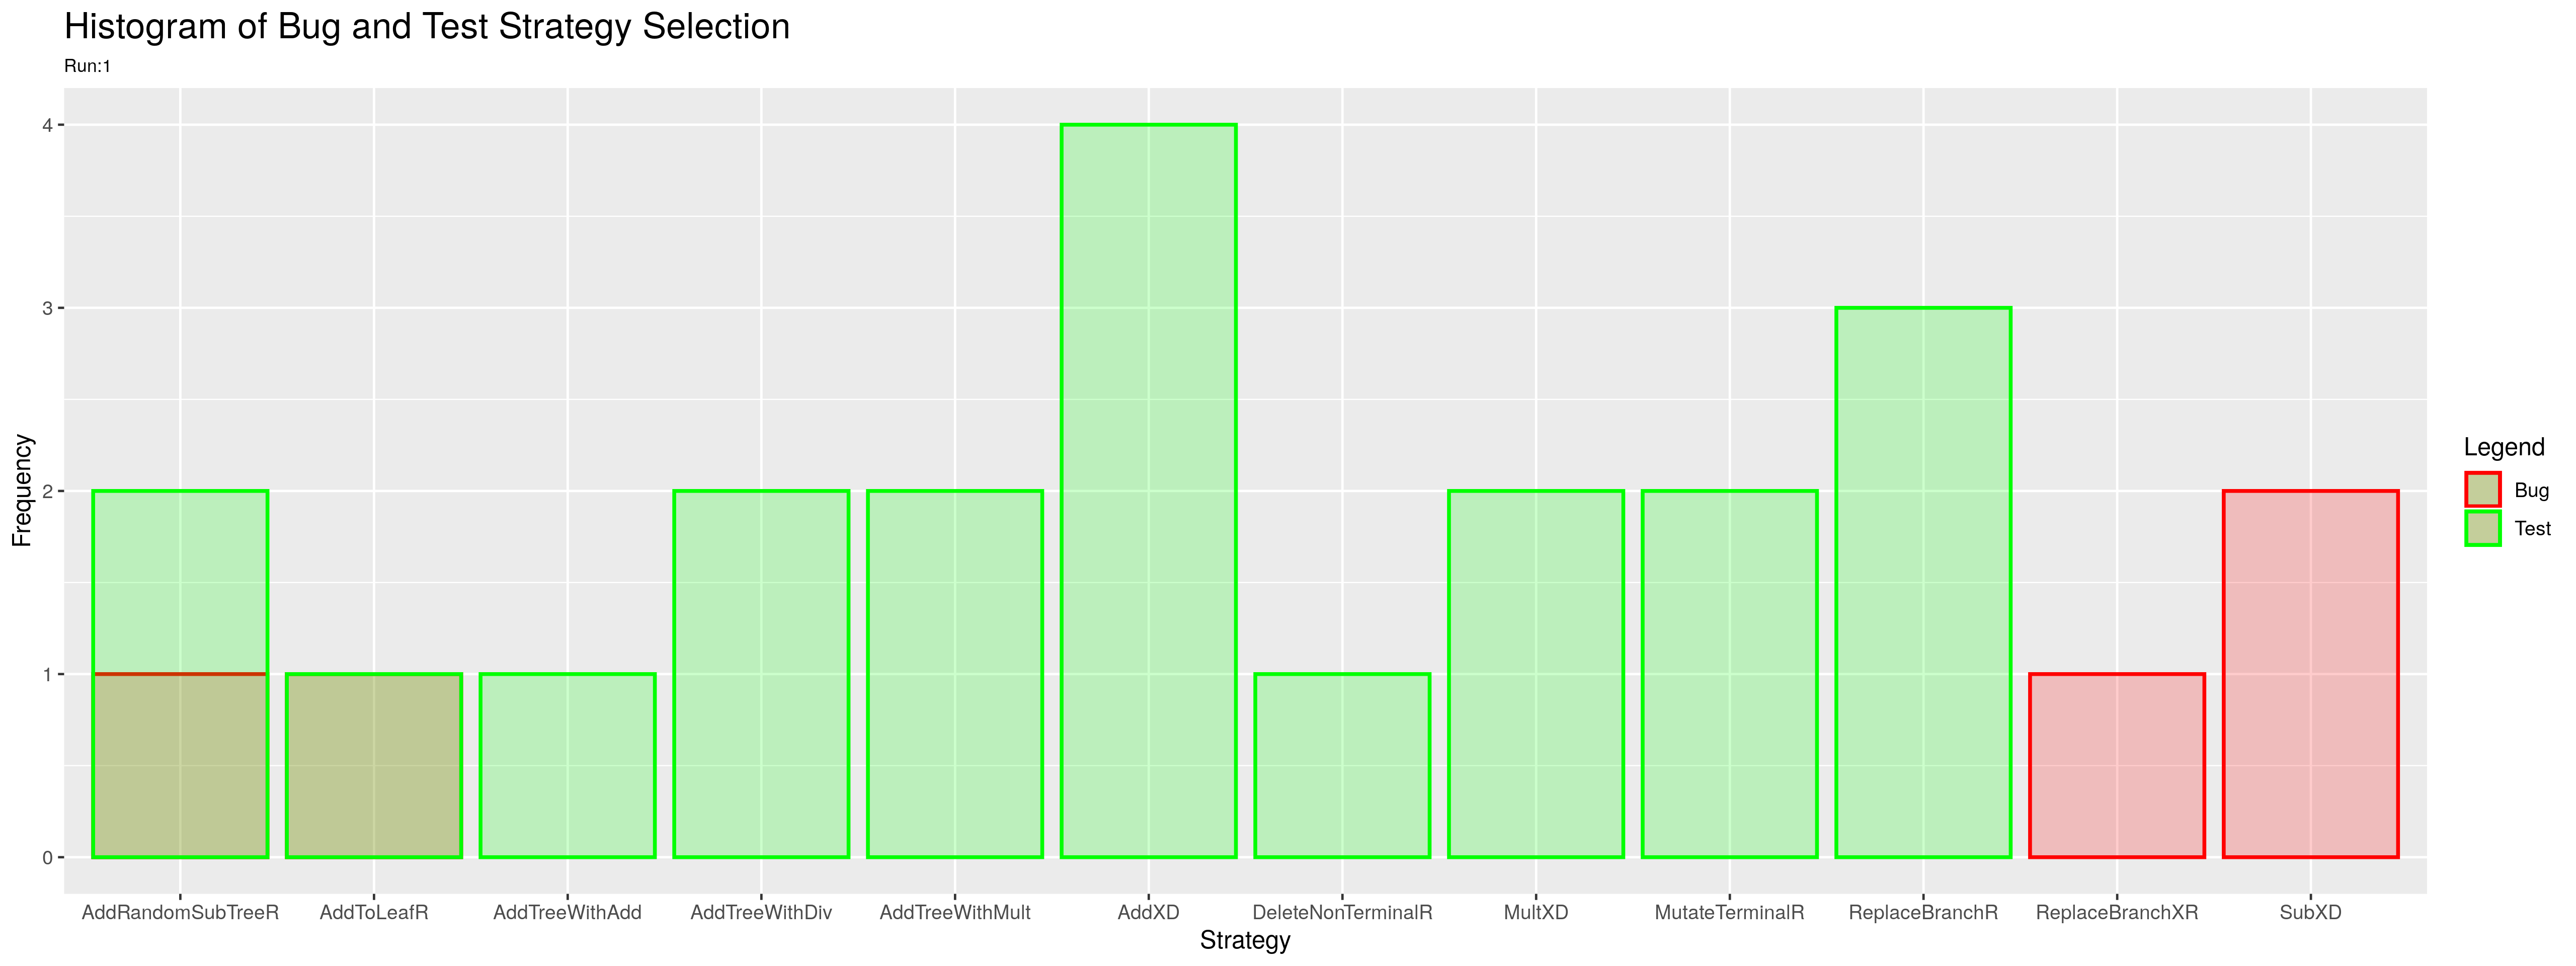 Histogram of Bug and Test Strategy Selection
Run:1
4
3
2
1
0
Frequency
AddRandomSubTreeR AddToLeafR AddTreeWithAdd AddTreeWithDiv AddTreeWithMult AddXD DeleteNonTerminalR MultXD MutateTerminalR ReplaceBranchR ReplaceBranchXR SubXD
Strategy
Legend
Bug
Test